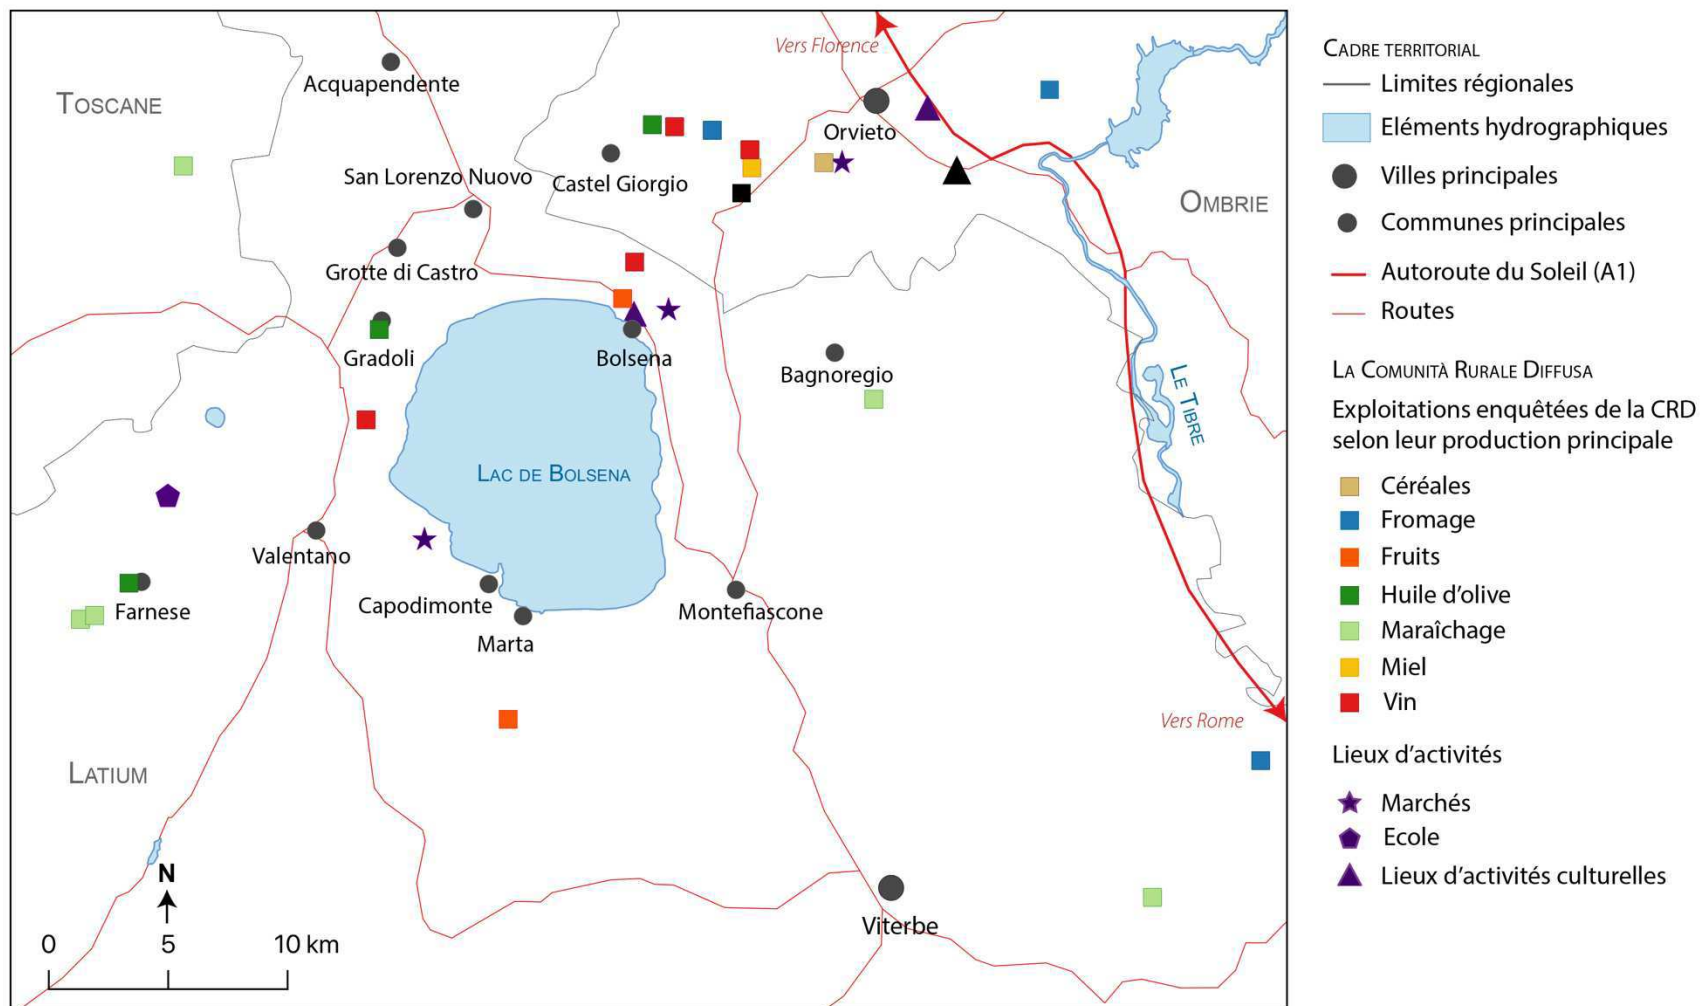 Vers Florence
Acquapendente
TOSCANE
Orvieto
San Lorenzo Nuovo
Castel Giorgio
OMBRIE
Grotte di Castro
Gradoli
Bolsena
Bagnoregio
LE TIBRE
LAC DE BOLSENA
Valentano
Farnese
Capodimonte
Montefiascone
Marta
Vers Rome
LATIUM
N
Viterbe
0 5 10 km
CADRE TERRITORIAL
Limites régionales
Eléments hydrographiques
Villes principales
Communes principales
Autoroute du Soleil (A1)
Routes
LA COMUNITÀ RURALE DIFFUSA
Exploitations enquêtées de la CRD
selon leur production principale
Céréales
Fromage
Fruits
Huile d'olive
Maraîchage
Miel
Vin
Lieux d'activités
Marchés
Ecole
Lieux d'activités culturelles